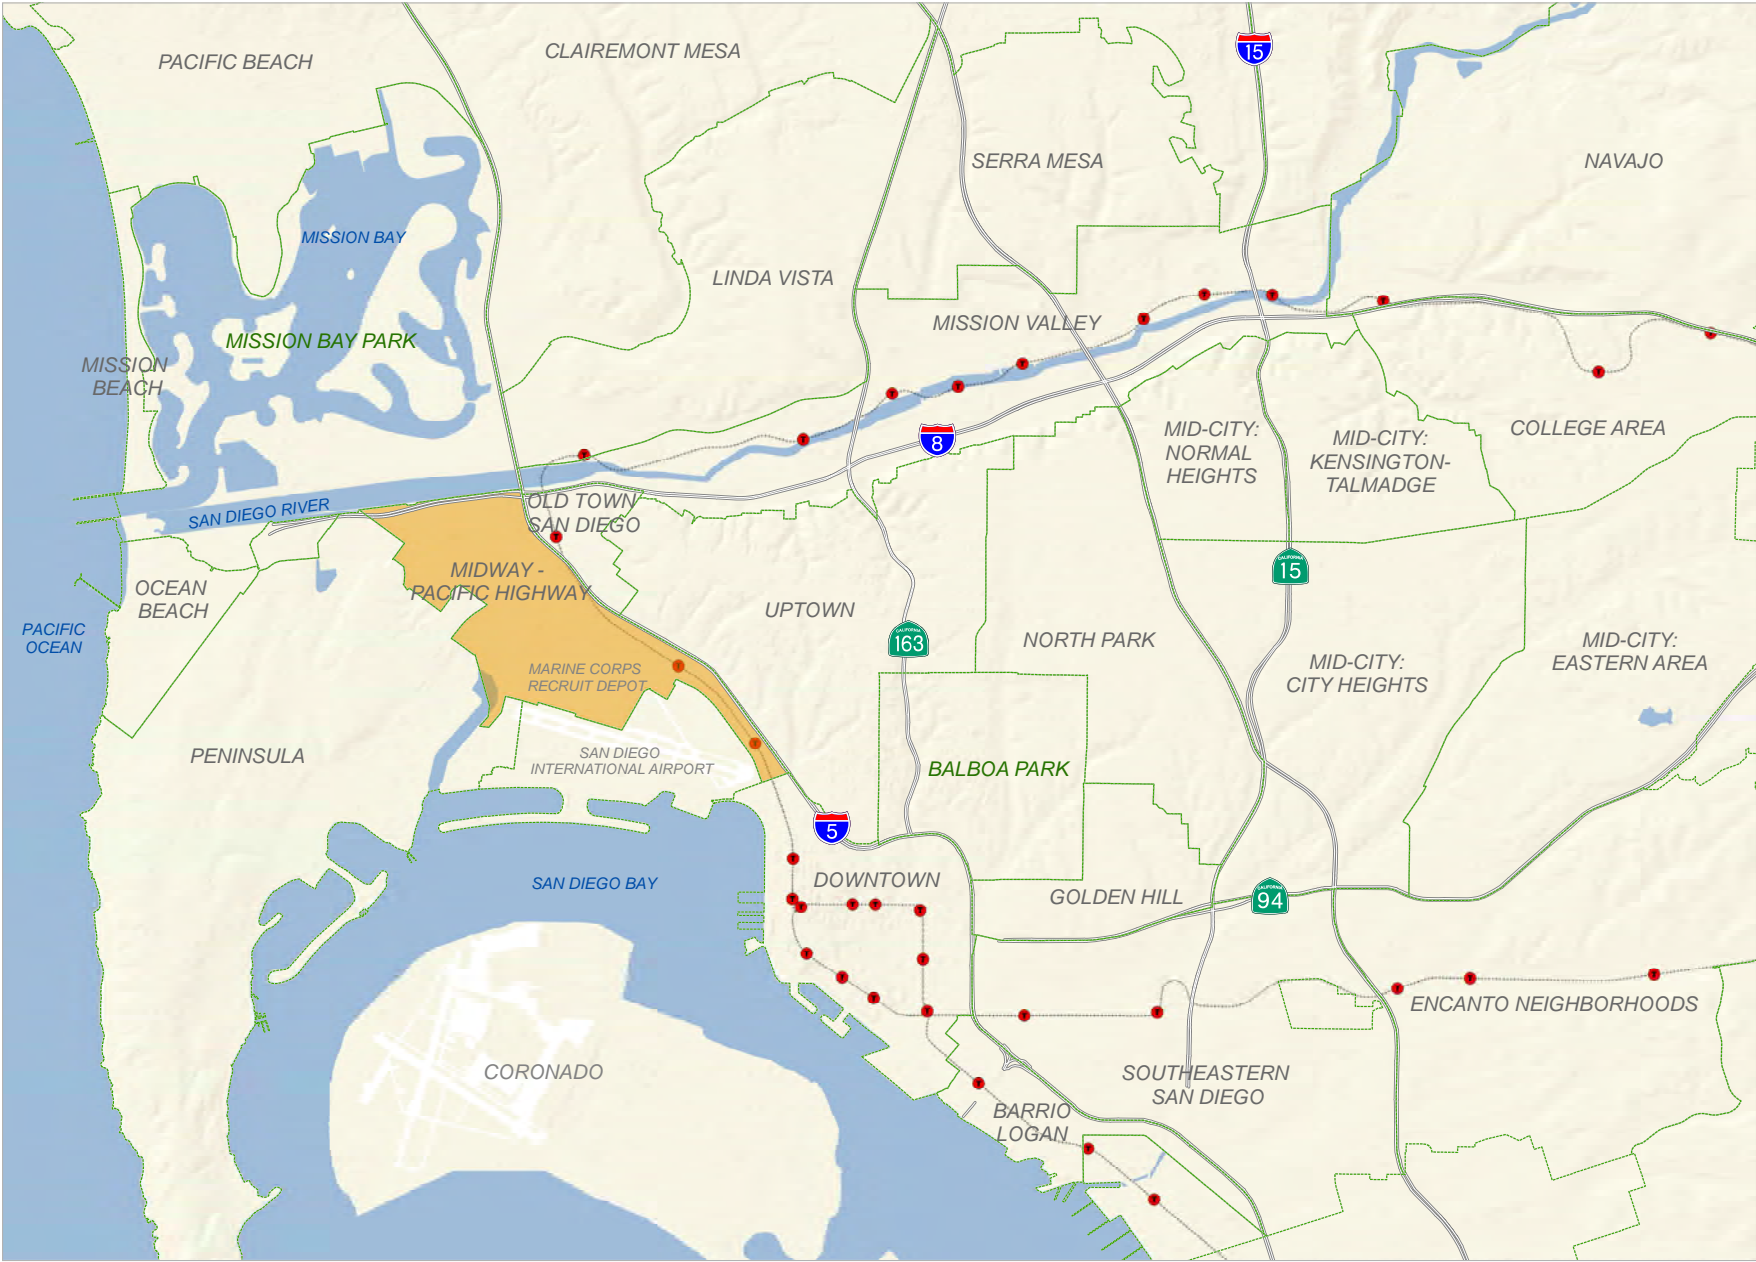 15
PACIFIC BEACH
CLAIREMONT MESA
SERRA MESA
NAVAJO
MISSION BAY
LINDA VISTA
MISSION VALLEY
MISSION BAY PARK
MISSION
BEACH
8
MID-CITY:
NORMAL
HEIGHTS
MID-CITY:
KENSINGTON-
TALMADGE
COLLEGE AREA
SAN DIEGO RIVER
OLD TOWN
SAN DIEGO
MIDWAY -
PACIFIC HIGHWAY
OCEAN
BEACH
CALIFORNIA
15
PACIFIC
OCEAN
UPTOWN
CALIFORNIA
163
NORTH PARK
MID-CITY:
CITY HEIGHTS
MID-CITY:
EASTERN AREA
MARINE CORPS
RECRUIT DEPOT
PENINSULA
SAN DIEGO
INTERNATIONAL AIRPORT
BALBOA PARK
5
SAN DIEGO BAY
DOWNTOWN
GOLDEN HILL
CALIFORNIA
94
ENCANTO NEIGHBORHOODS
CORONADO
SOUTHEASTERN
SAN DIEGO
BARRIO
LOGAN